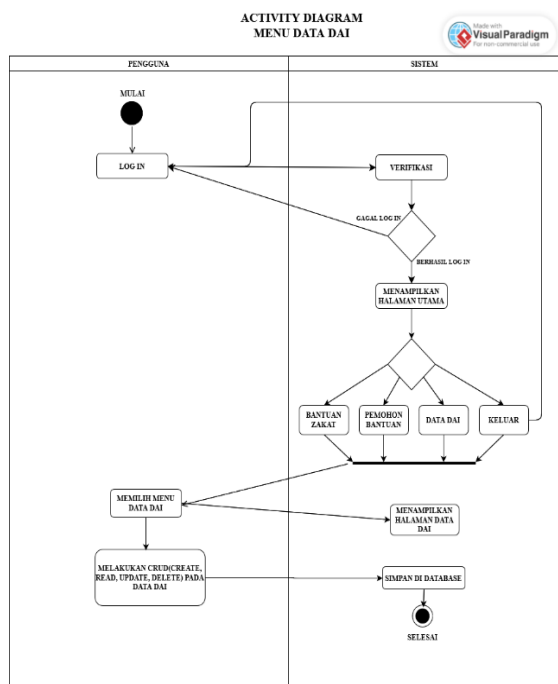 ACTIVITY DIAGRAM
MENU DATA DAI
Made with
Visual Paradigm
For non-commercial use
PENGGUNA
SISTEM
MULAI
LOG IN
VERIFIKASI
GAGAL LOG IN
BERHASIL LOG IN
MENAMPILKAN
HALAMAN UTAMA
BANTUAN
ZAKAT
PEMOHON
BANTUAN
DATA DAI
KELUAR
MEMILIH MENU
DATA DAI
MENAMPILKAN
HALAMAN DATA
DAI
MELAKUKAN CRUD(CREATE,
READ, UPDATE, DELETE) PADA
DATA DAI
SIMPAN DI DATABASE
SELESAI